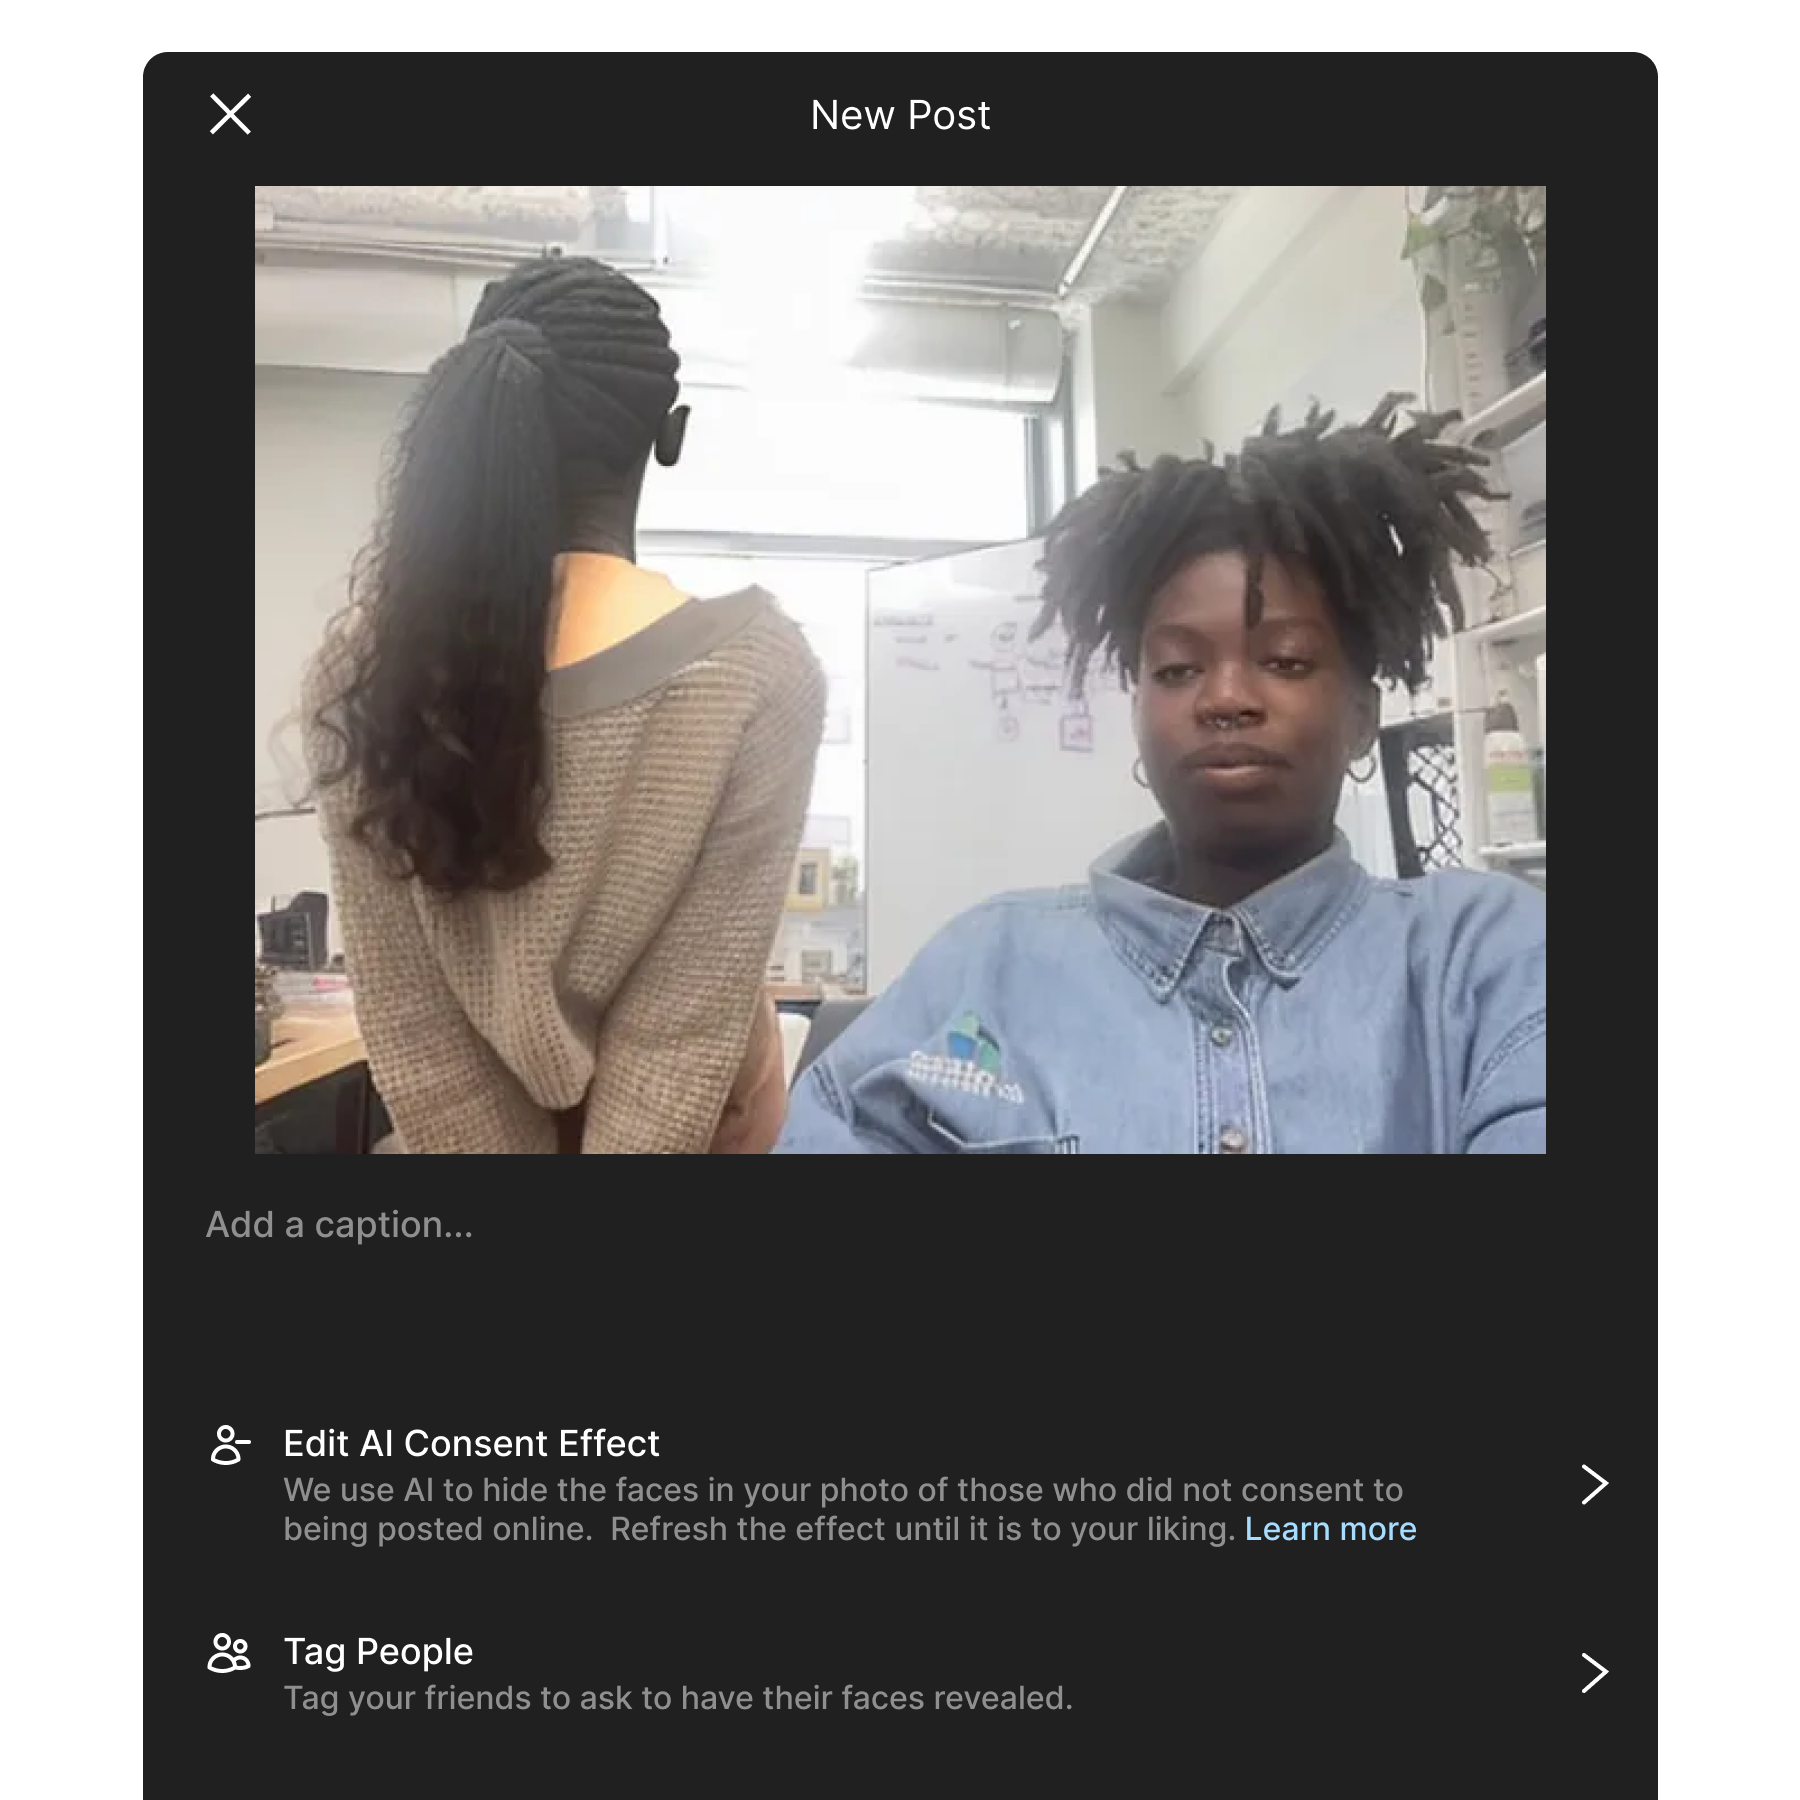 New Post
Add a caption...
Edit AI Consent Effect
We use AI to hide the faces in your photo of those who did not consent to
being posted online.  Refresh the effect until it is to your liking. Learn more
Tag People
Tag your friends to ask to have their faces revealed.